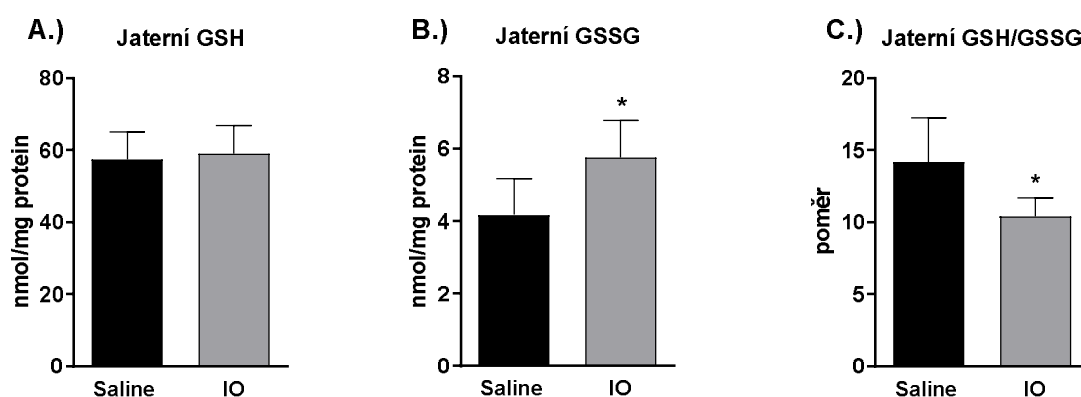 A.)
Jaterní GSH
nmol/mg protein
80
60
40
20
0
Saline
IO
B.)
Jaterní GSSG
nmol/mg protein
8
6
4
2
0
*
Saline
IO
C.)
Jaterní GSH/GSSG
poměr
20
15
10
5
0
*
Saline
IO